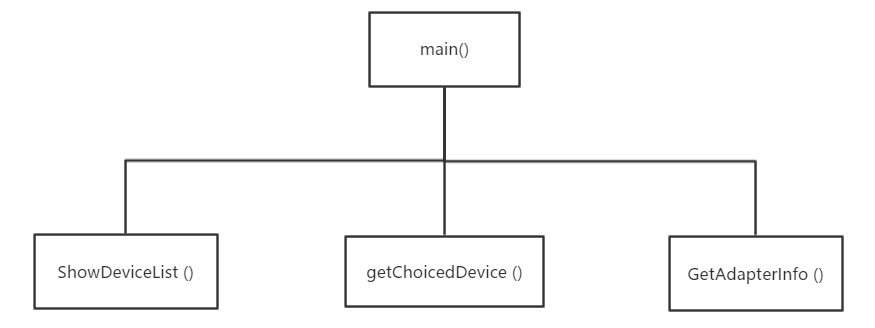 main()
ShowDeviceList ()
getChoicedDevice ()
GetAdapterInfo ()